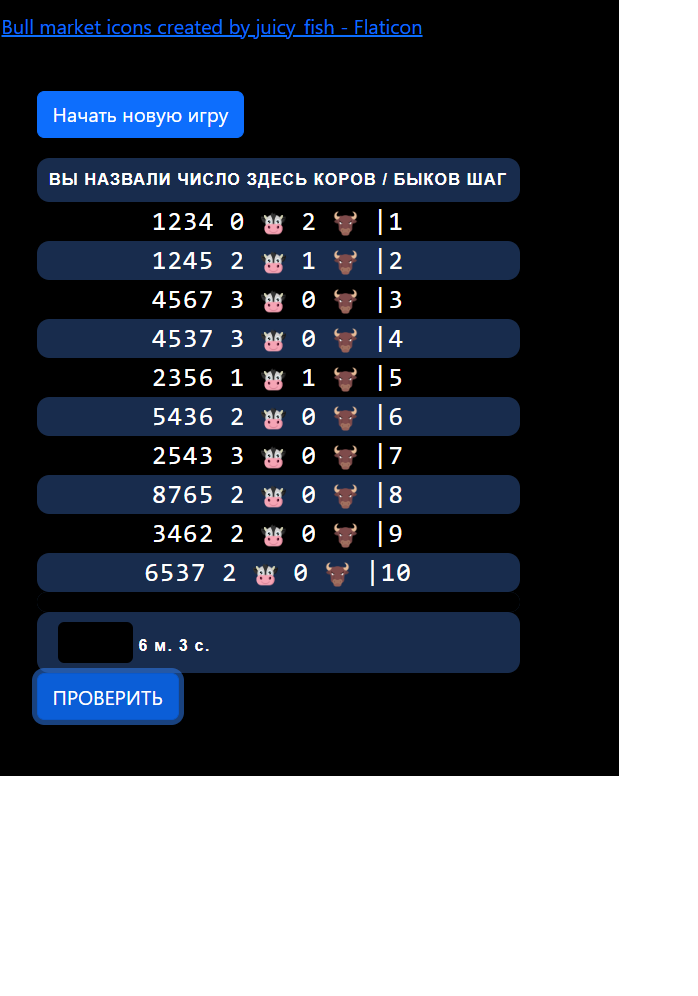 Bull market icons created by juicy_fish - Flaticon
Начать новую игру
ВЫ НАЗВАЛИ ЧИСЛО ЗДЕСЬ КОРОВ / БЫКОВ ШАГ
1234 0 🐮 2 🐂 |1
1245 2 🐮 1 🐂 |2
4567 3 🐮 0 🐂 |3
4537 3 🐮 0 🐂 |4
2356 1 🐮 1 🐂 |5
5436 2 🐮 0 🐂 |6
2543 3 🐮 0 🐂 |7
8765 2 🐮 0 🐂 |8
3462 2 🐮 0 🐂 |9
6537 2 🐮 0 🐂 |10
6 м. 3 с.
ПРОВЕРИТЬ